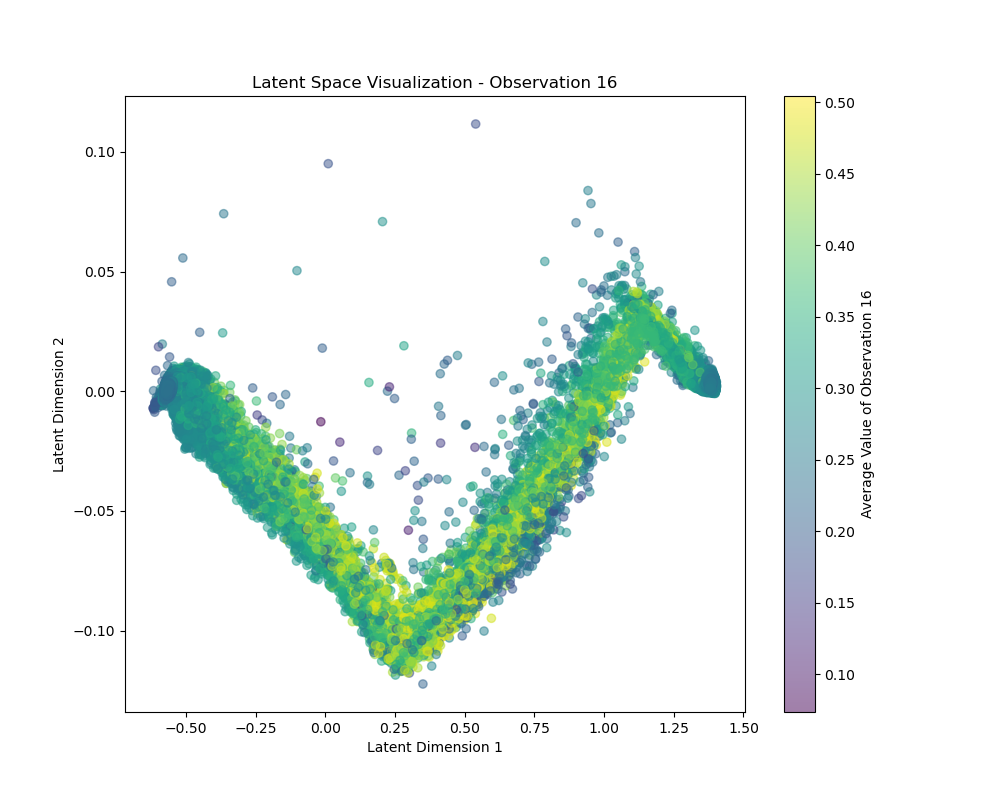 Latent Space Visualization - Observation 16
0.10
0.05
0.00
−0.05
−0.10
Latent Dimension 2
−0.50 −0.25 0.00 0.25 0.50 0.75 1.00 1.25 1.50
Latent Dimension 1
0.50
0.45
0.40
0.35
0.30
0.25
0.20
0.15
0.10
Average Value of Observation 16